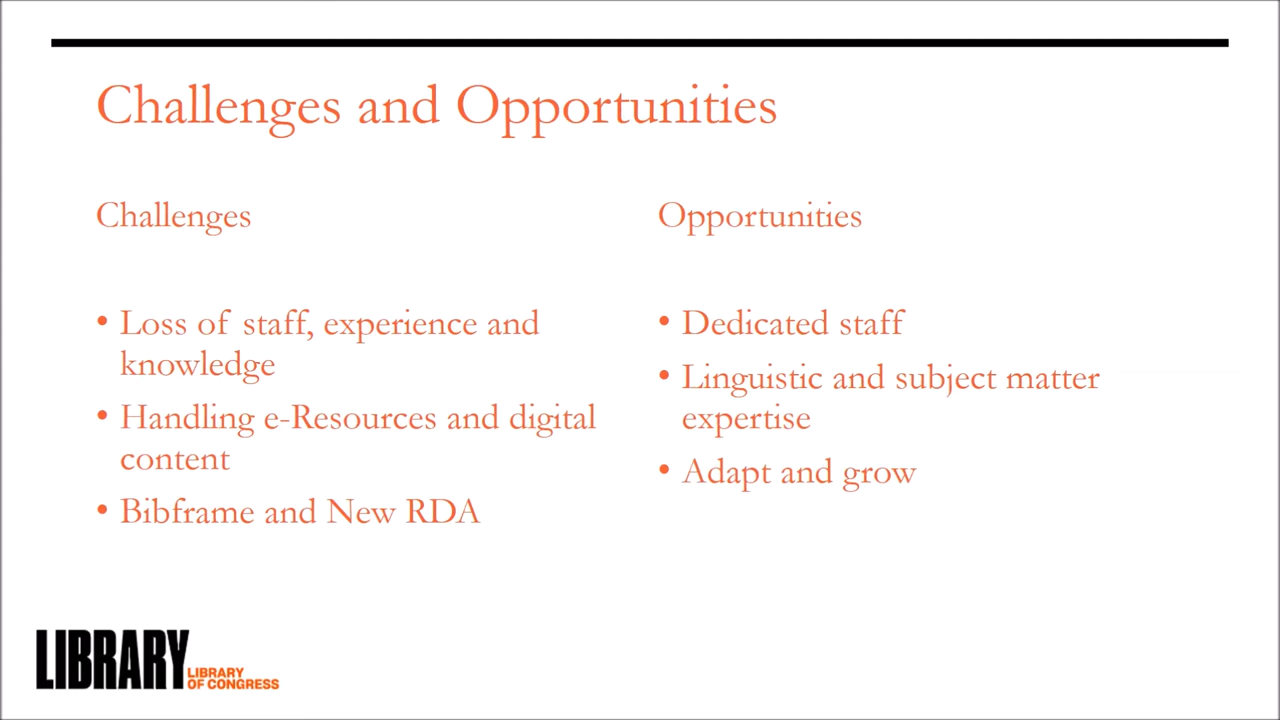 Challenges and Opportunities
Challenges
• Loss of staff, experience and
knowledge
• Handling e-Resources and digital
content
• Bibframe and New RDA
Opportunities
• Dedicated staff
• Linguistic and subject matter
expertise
• Adapt and grow
LIBRARY
LIBRARY
OF CONGRESS